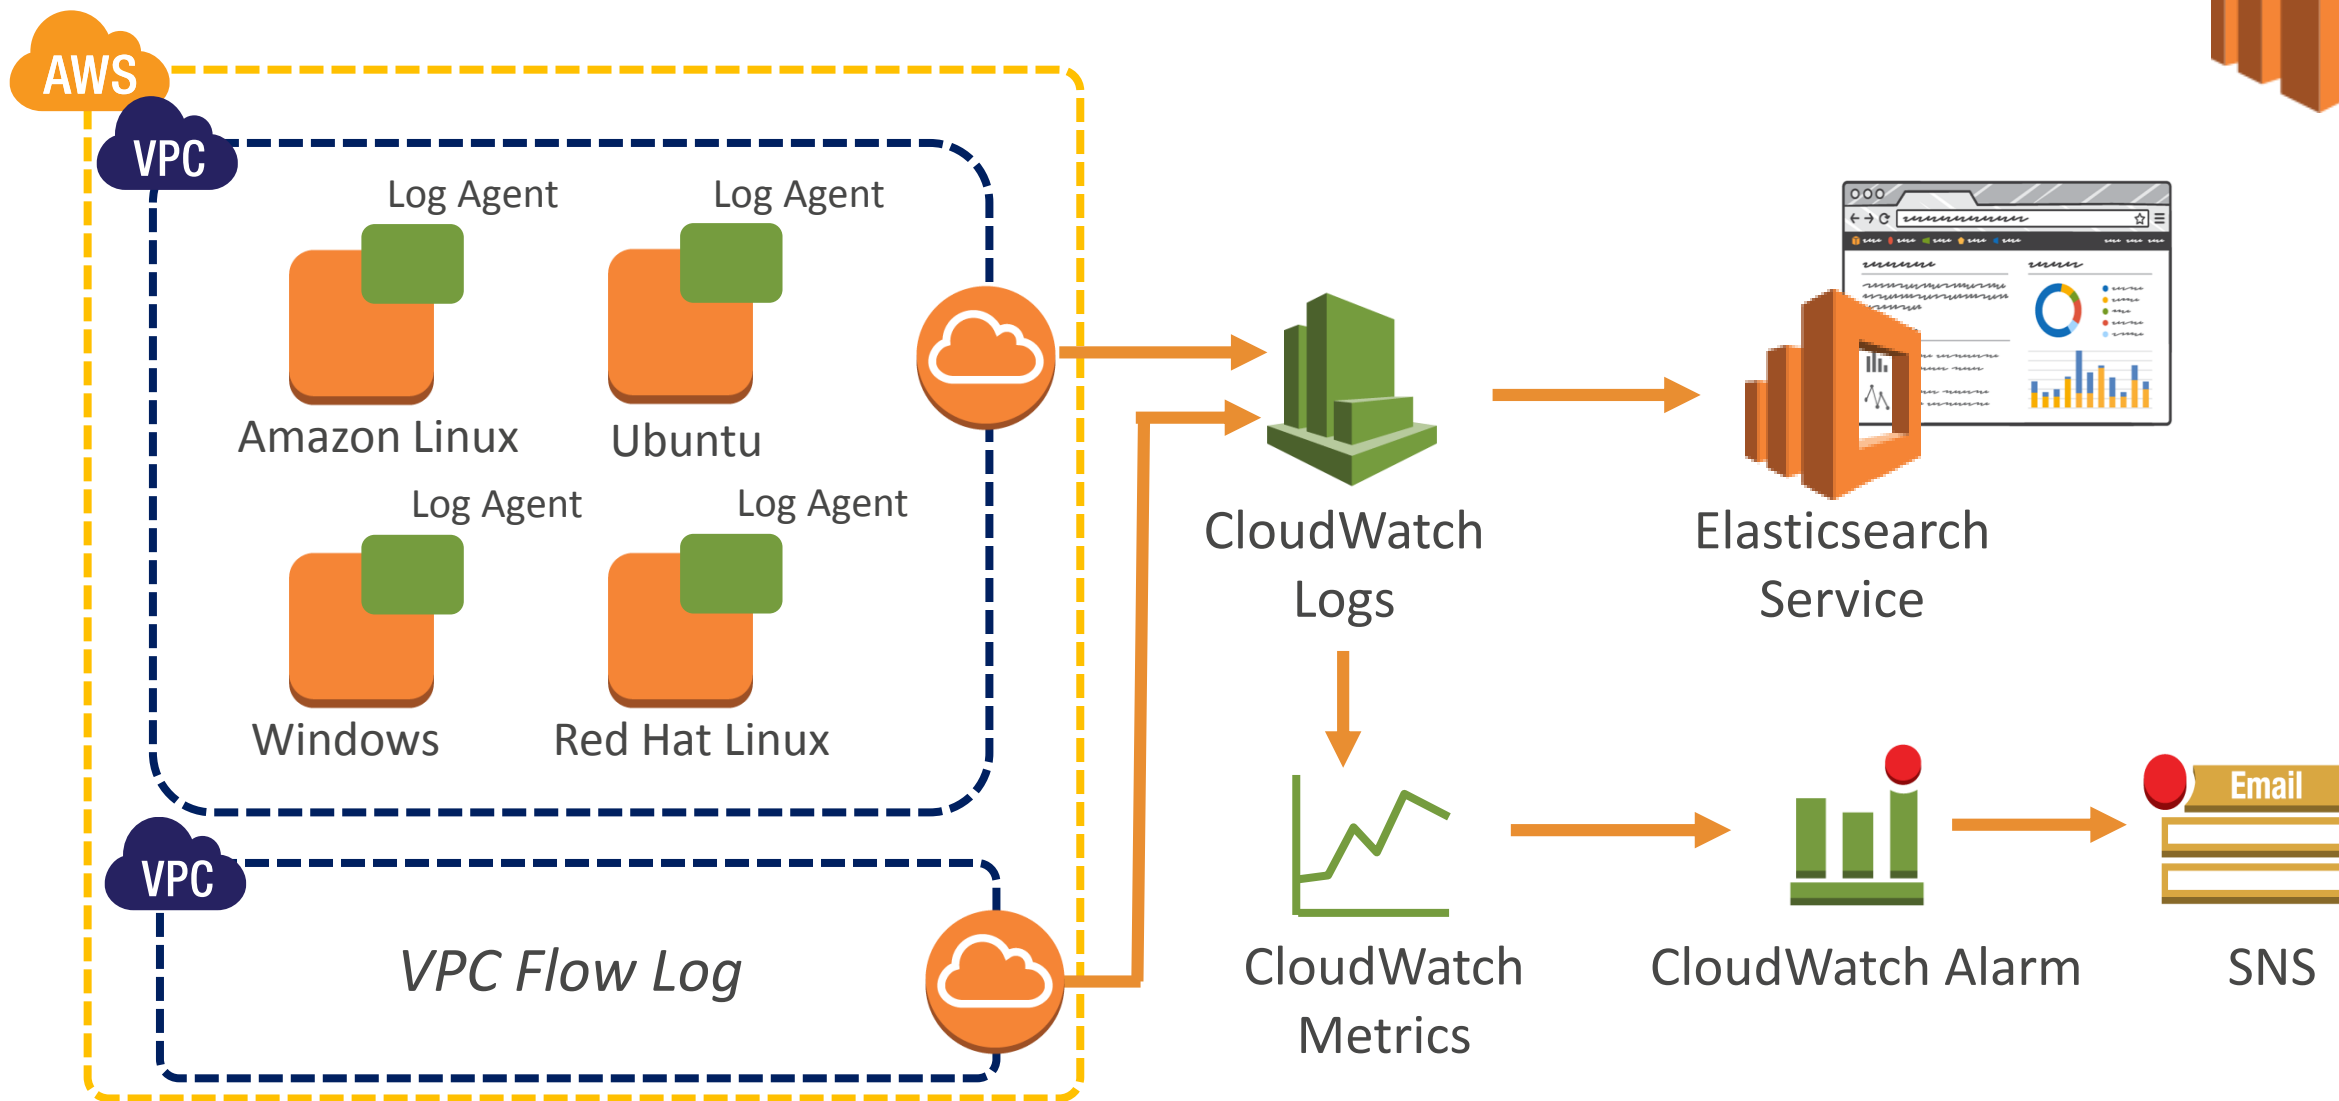 AWS
VPC
Log Agent
Log Agent
Amazon Linux
Ubuntu
Log Agent
Log Agent
Windows
Red Hat Linux
VPC
VPC Flow Log
CloudWatch
Logs
Elasticsearch
Service
CloudWatch
Metrics
CloudWatch Alarm
Email
SNS